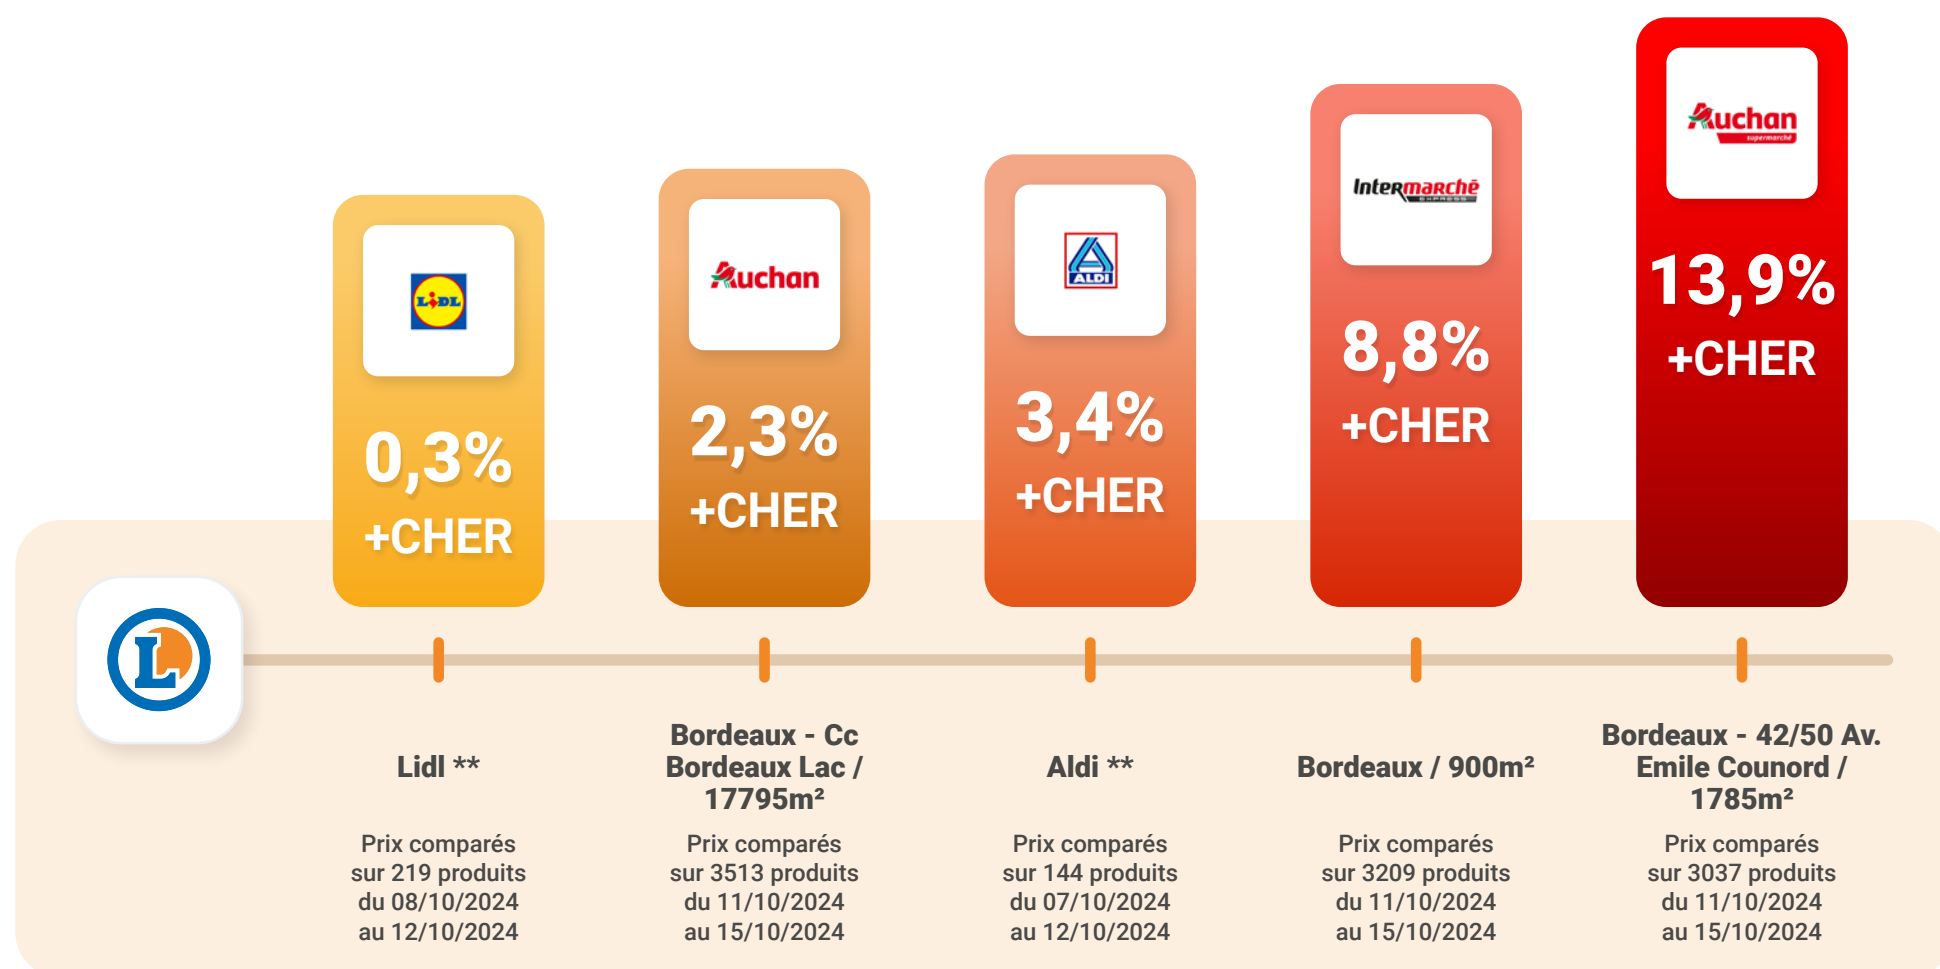 LIDL
0,3%
+CHER
Auchan
2,3%
+CHER
ALDI
3,4%
+CHER
Intermarchē
EXPRESS
8,8%
+CHER
Auchan
supermarché
13,9%
+CHER
L
Lidl **
Prix comparés
sur 219 produits
du 08/10/2024
au 12/10/2024
Bordeaux - Cc
Bordeaux Lac /
17795m²
Prix comparés
sur 3513 produits
du 11/10/2024
au 15/10/2024
Aldi **
Prix comparés
sur 144 produits
du 07/10/2024
au 12/10/2024
Bordeaux / 900m²
Prix comparés
sur 3209 produits
du 11/10/2024
au 15/10/2024
Bordeaux - 42/50 Av.
Emile Counord /
1785m²
Prix comparés
sur 3037 produits
du 11/10/2024
au 15/10/2024